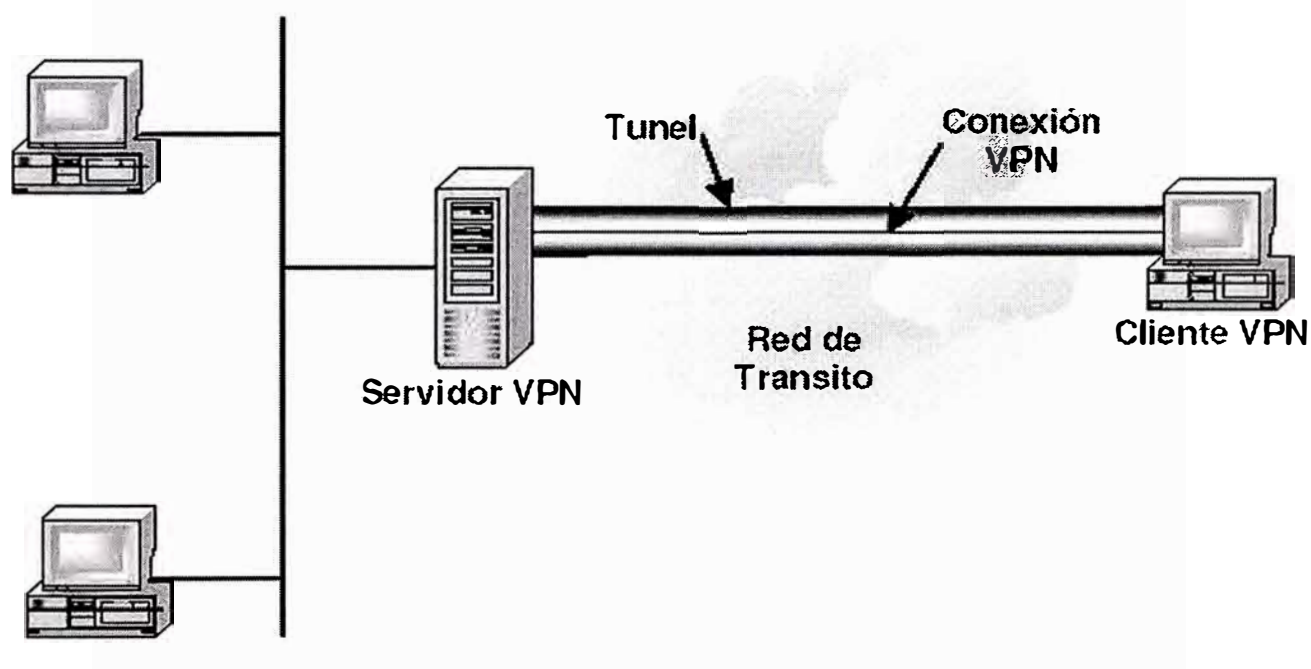 Tunel
Conexión
VPN
Red de
Transito
Cliente VPN
Servidor VPN